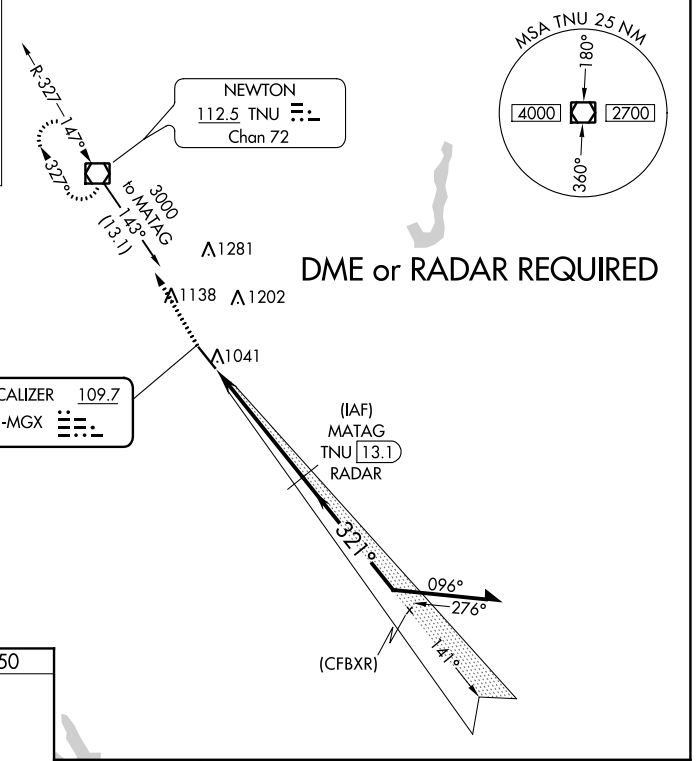 MSA TNU 25 NM
180°
4000
2700
360°
R-327
147°
327°
NEWTON
112.5 TNU
Chan 72
3000
to MATAG
143°
(13.1)
1281
1138
1202
DME or RADAR REQUIRED
1041
CALIZER 109.7
-MGX
(IAF)
MATAG
TNU 13.1
RADAR
321°
096°
276°
(CFBXR)
141°
50